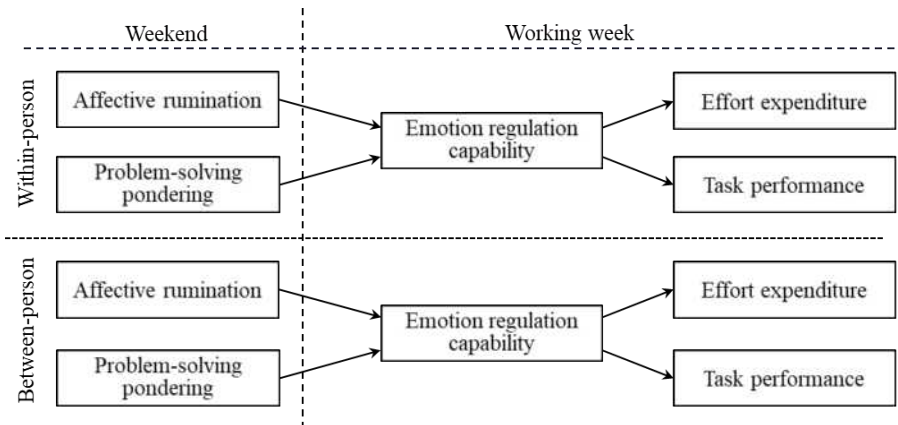 Weekend
Working week
Within-person
Affective rumination
Problem-solving
pondering
Emotion regulation
capability
Effort expenditure
Task performance
Between-person
Affective rumination
Problem-solving
pondering
Emotion regulation
capability
Effort expenditure
Task performance